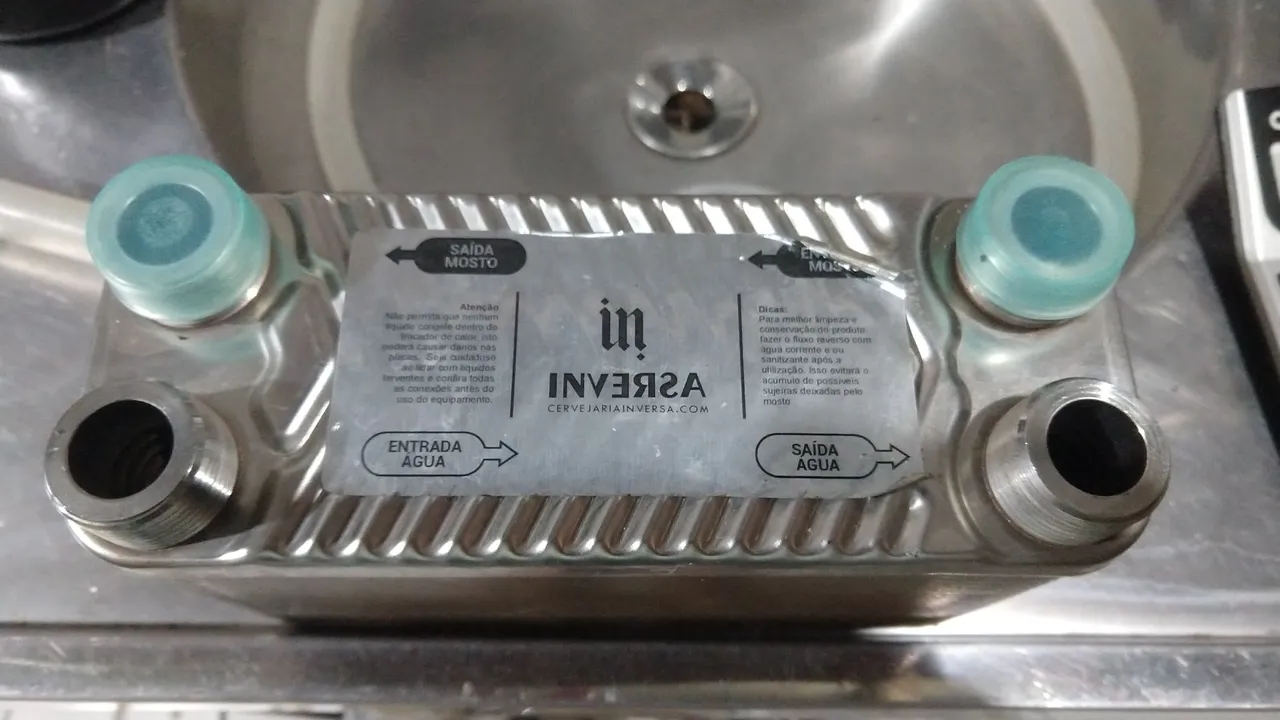 SAÍDA
MOSTO
MOSTO
Atenção
Não permita que nenhum
líquido congele dentro do
trocador de calor, isto
poderá causar danos nas
placas. Seja cuidadoso
ao lidar com líquidos
ferventes e confira todas
as conexões antes do
uso do equipamento.
in
INVERSA
CERVEJARIAINVERSA.COM
Dicas:
Para melhor limpeza e
conservação do produto
fazer o fluxo reverso com
água corrente e ou
sanitizante após a
utilização. Isso evitará o
acúmulo de possíveis
sujeiras deixadas pelo
mosto
ENTRADA
ÁGUA
SAÍDA
ÁGUA